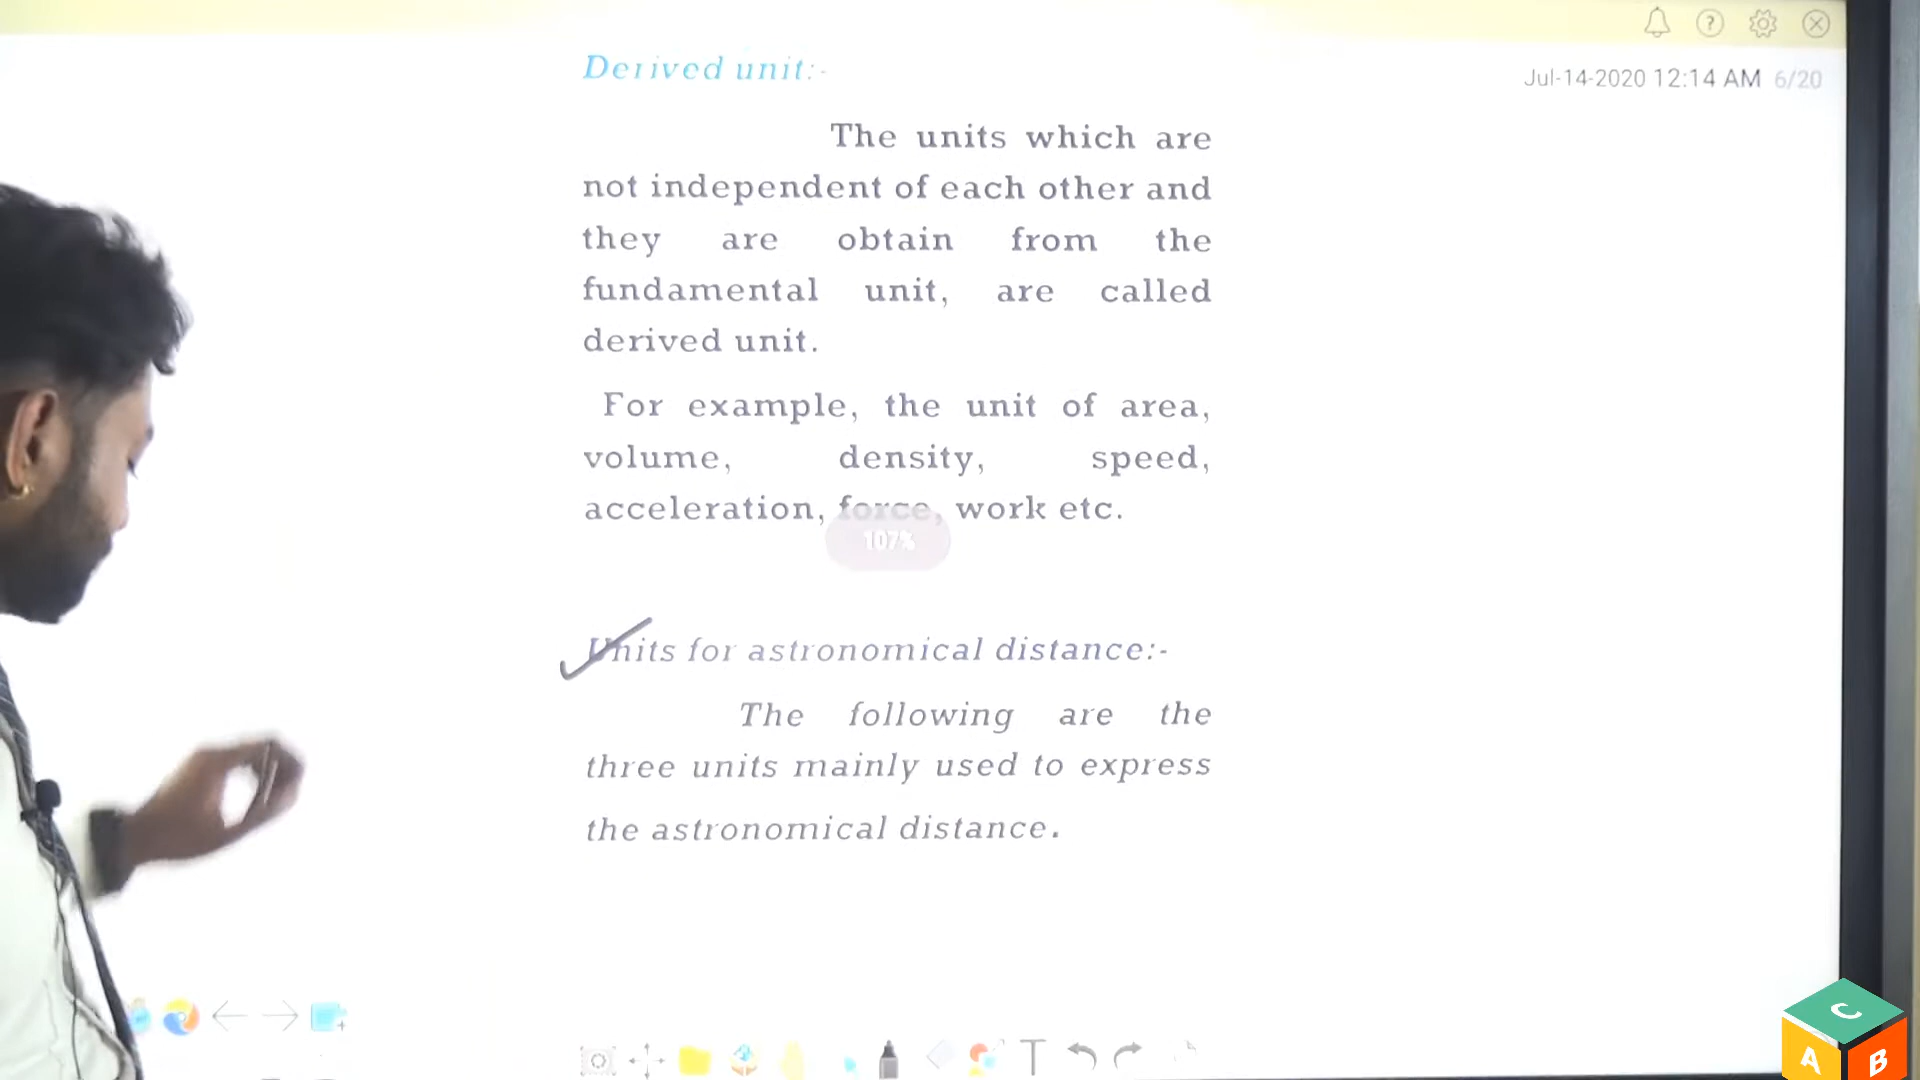 Derived unit:-
Jul-14-2020 12:14 AM 6/20
The units which are
not independent of each other and
they are obtain from the
fundamental unit, are called
derived unit.
For example, the unit of area,
volume, density, speed,
acceleration, force, work etc.
107%
Units for astronomical distance:-
The following are the
three units mainly used to express
the astronomical distance.
C
A B